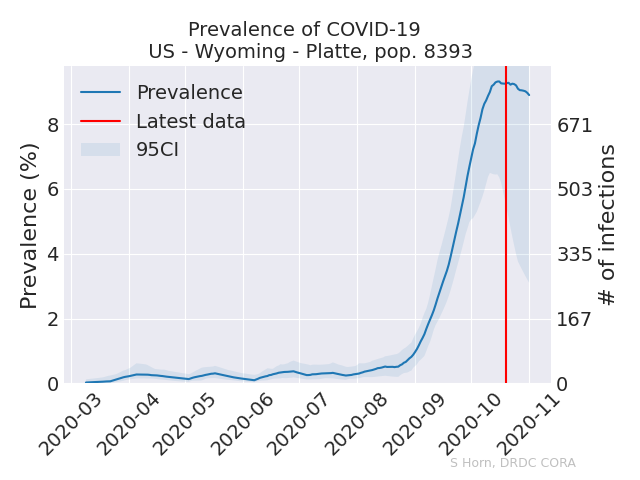 Prevalence of COVID-19
US - Wyoming - Platte, pop. 8393
Prevalence
Latest data
95CI
Prevalence (%)
8
6
4
2
0
671
503
335
167
0
# of infections
2020-03
2020-04
2020-05
2020-06
2020-07
2020-08
2020-09
2020-10
2020-11
S Horn, DRDC CORA